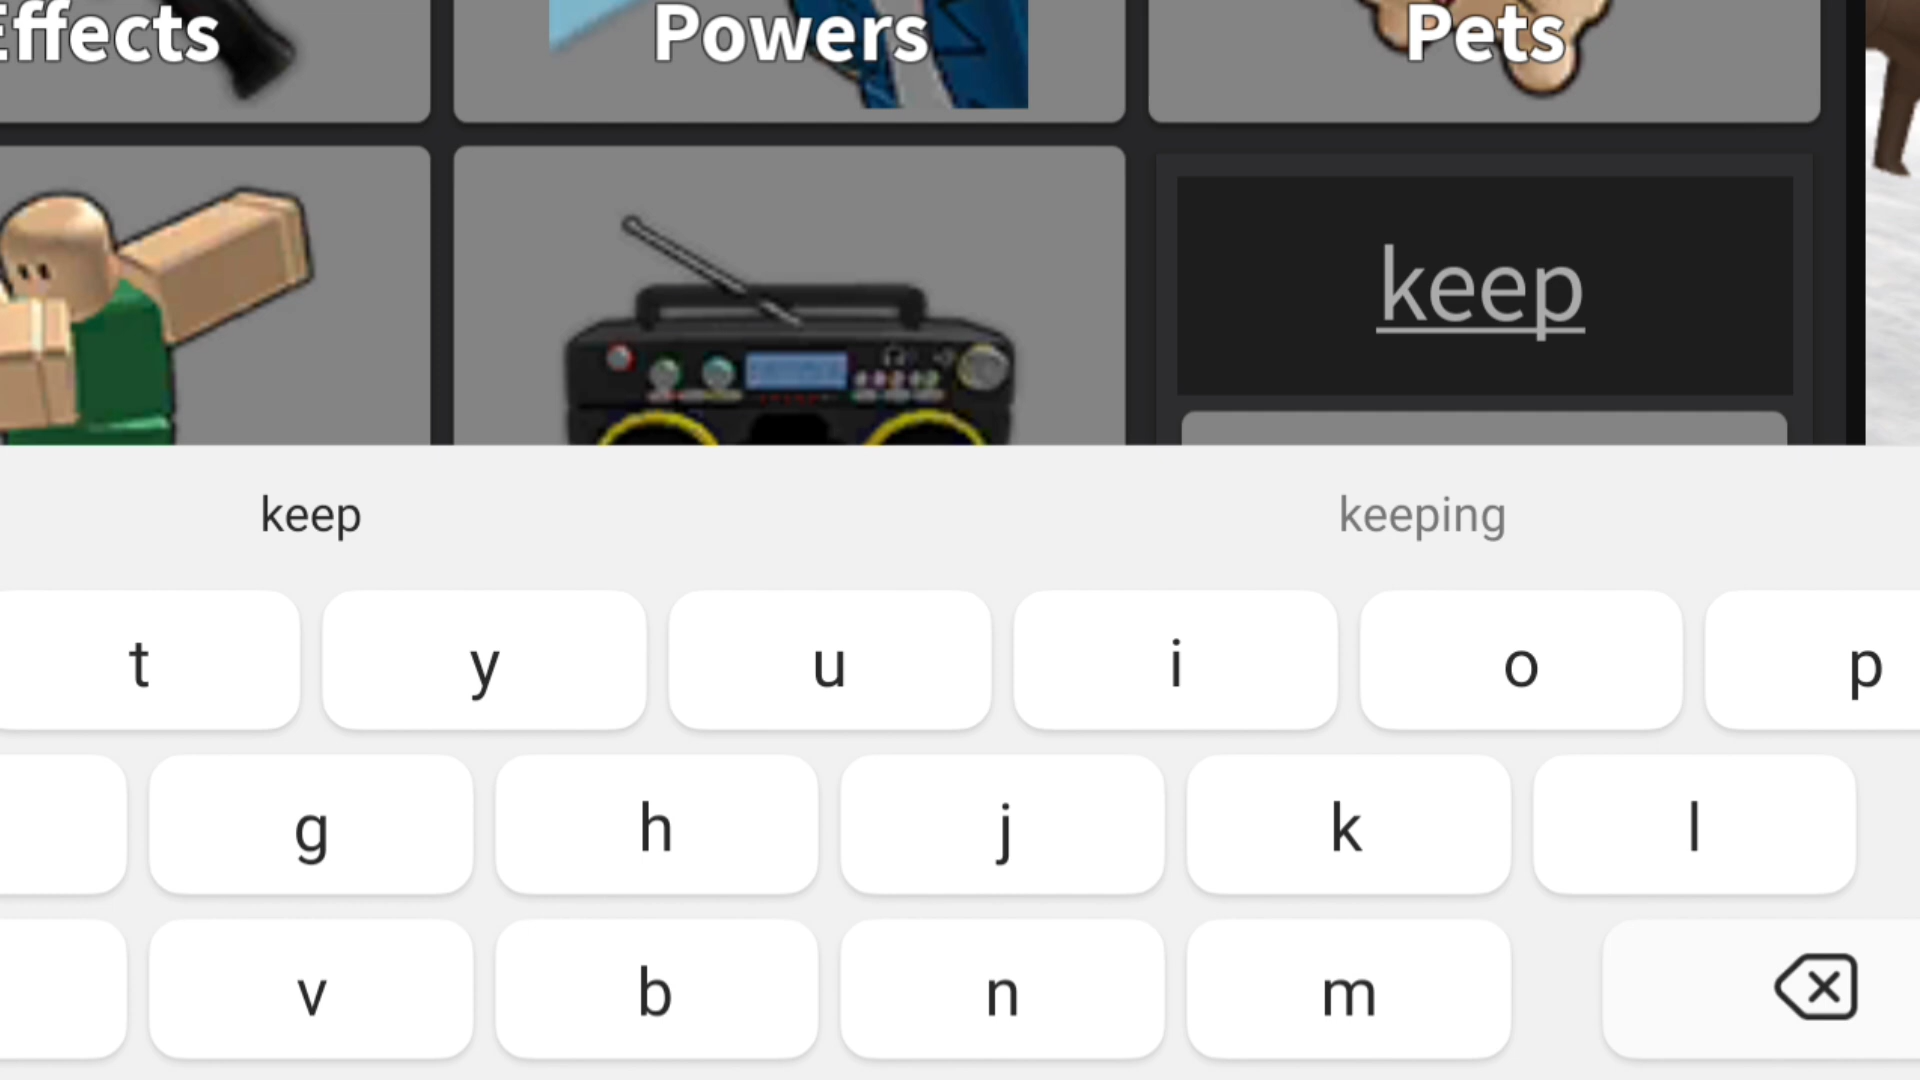 Effects Powers Pets
keep
keep keeping
t y u i o p
g h j k l
v b n m